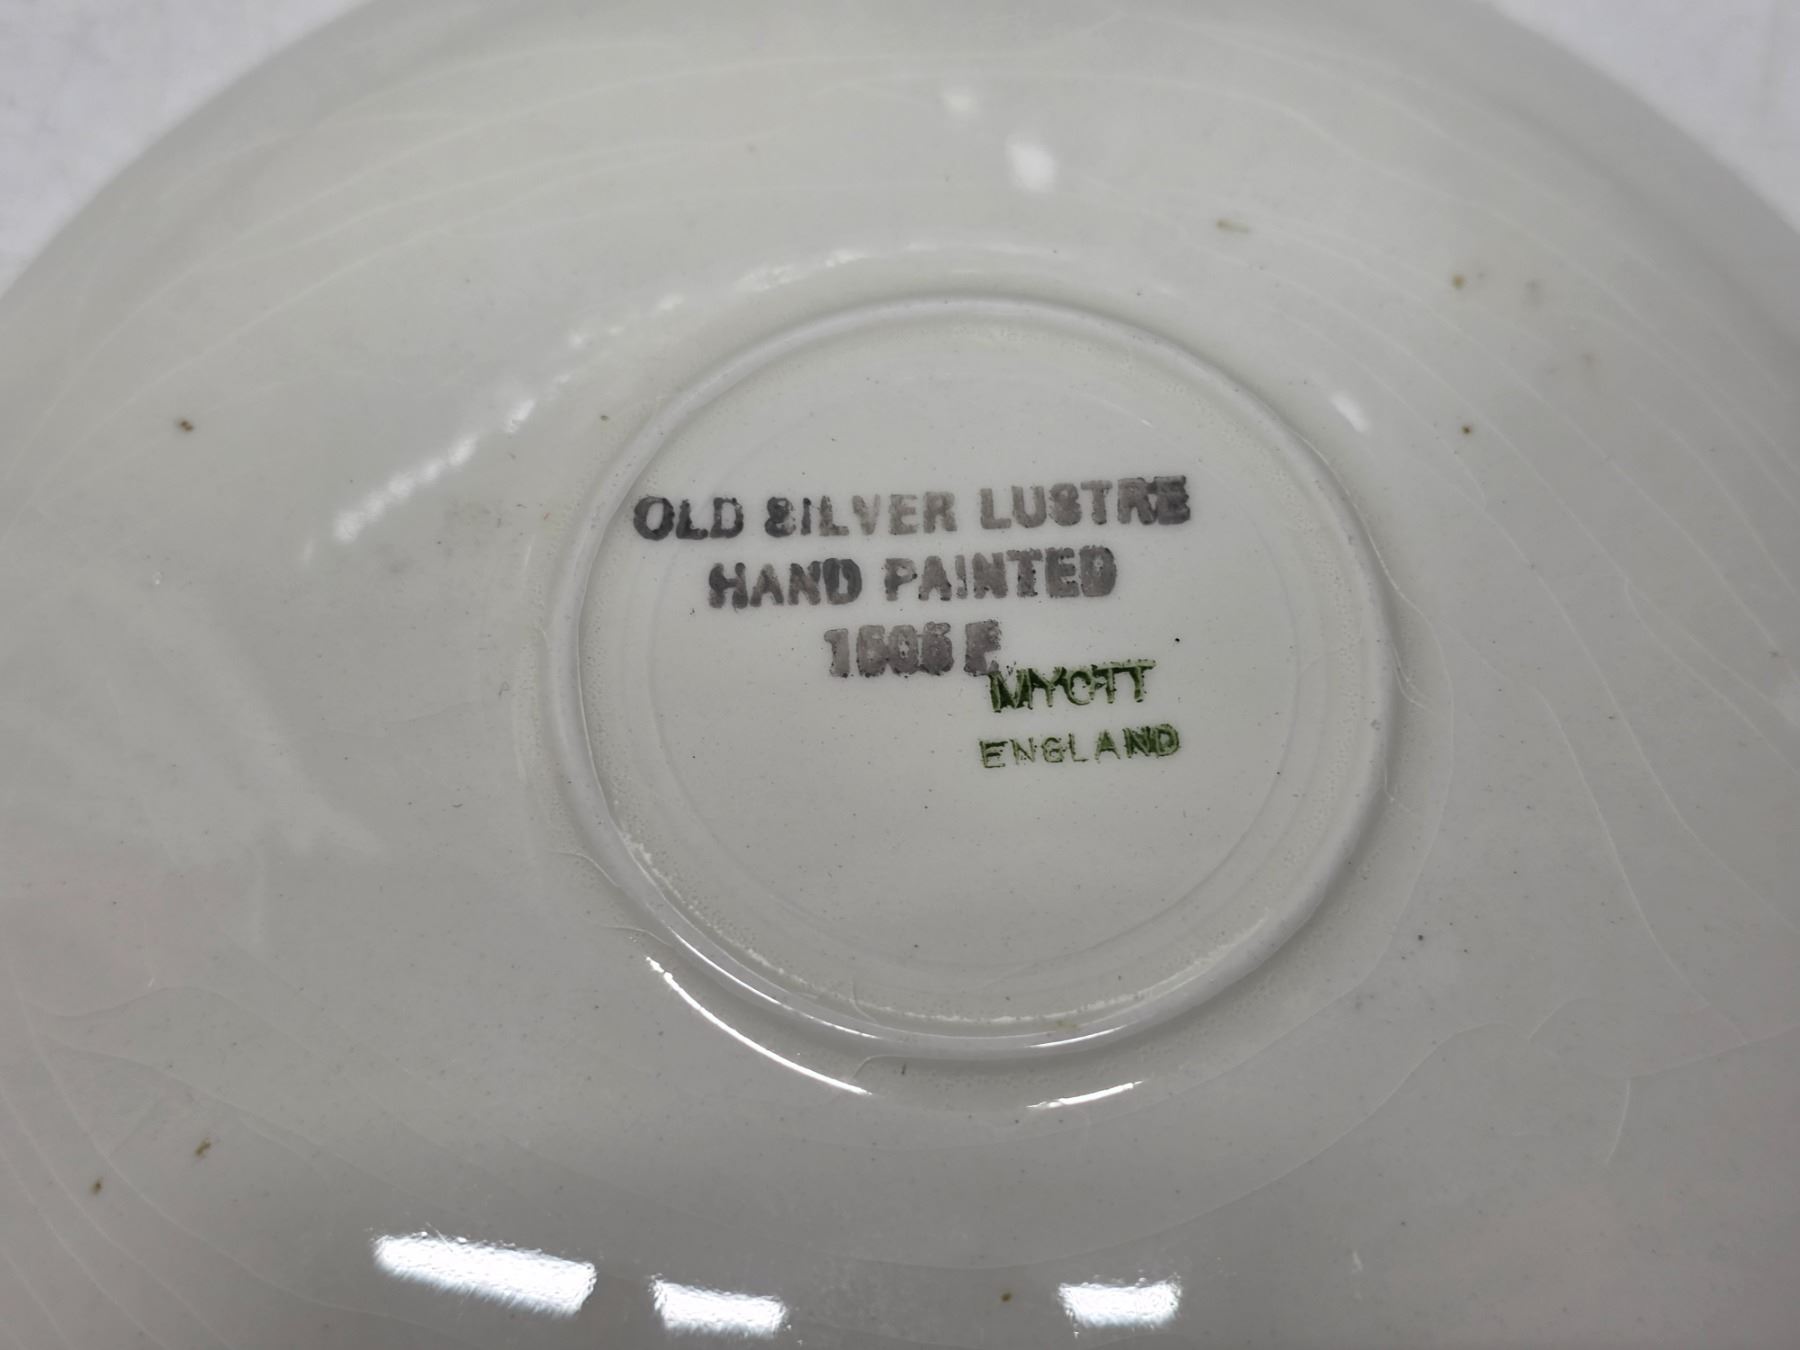 OLD SILVER LUSTRE
HAND PAINTED
MYOTT
ENGLAND